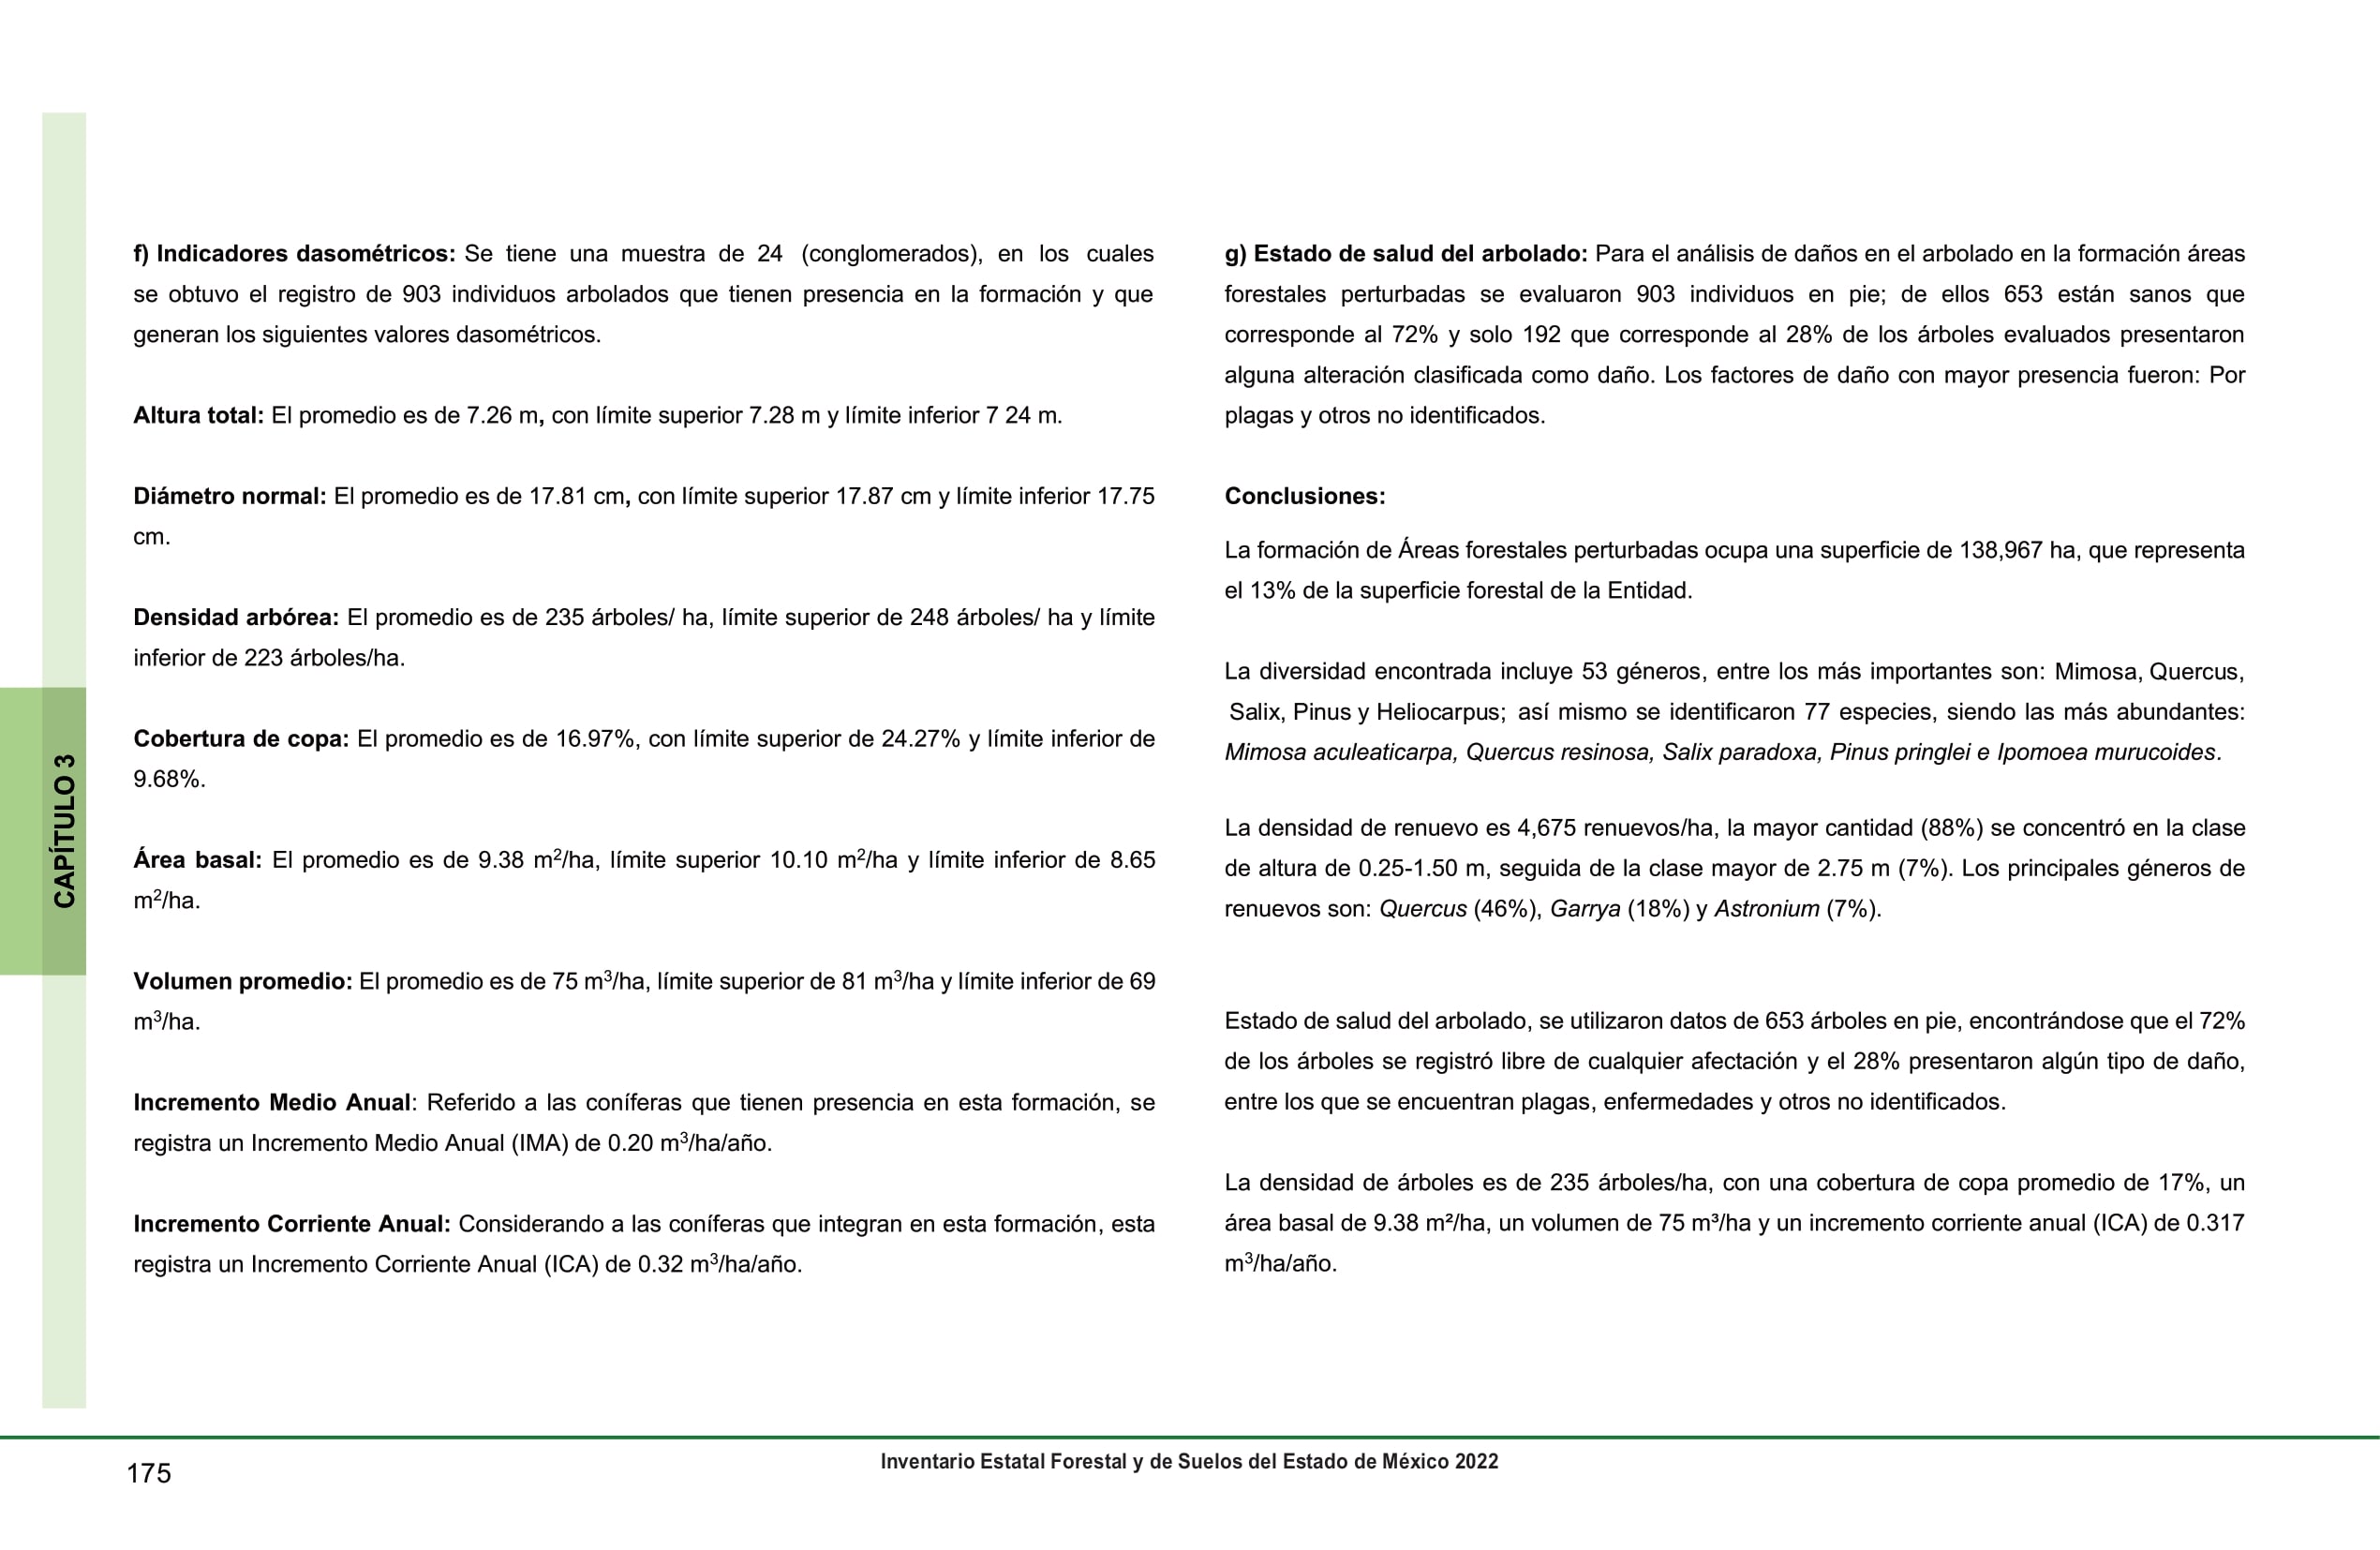 f) Indicadores dasométricos: Se tiene una muestra de 24 (conglomerados), en los cuales
se obtuvo el registro de 903 individuos arbolados que tienen presencia en la formación y que
generan los siguientes valores dasométricos.
Altura total: El promedio es de 7.26 m, con límite superior 7.28 m y límite inferior 7 24 m.
Diámetro normal: El promedio es de 17.81 cm, con límite superior 17.87 cm y límite inferior 17.75
cm.
Densidad arbórea: El promedio es de 235 árboles/ ha, límite superior de 248 árboles/ ha y límite
inferior de 223 árboles/ha.
Cobertura de copa: El promedio es de 16.97%, con límite superior de 24.27% y límite inferior de
9.68%.
Área basal: El promedio es de 9.38 m²/ha, límite superior 10.10 m²/ha y límite inferior de 8.65
m²/ha.
Volumen promedio: El promedio es de 75 m³/ha, límite superior de 81 m³/ha y límite inferior de 69
m³/ha.
Incremento Medio Anual: Referido a las coníferas que tienen presencia en esta formación, se
registra un Incremento Medio Anual (IMA) de 0.20 m³/ha/año.
Incremento Corriente Anual: Considerando a las coníferas que integran en esta formación, esta
registra un Incremento Corriente Anual (ICA) de 0.32 m³/ha/año.
g) Estado de salud del arbolado: Para el análisis de daños en el arbolado en la formación áreas
forestales perturbadas se evaluaron 903 individuos en pie; de ellos 653 están sanos que
corresponde al 72% y solo 192 que corresponde al 28% de los árboles evaluados presentaron
alguna alteración clasificada como daño. Los factores de daño con mayor presencia fueron: Por
plagas y otros no identificados.
Conclusiones:
La formación de Áreas forestales perturbadas ocupa una superficie de 138,967 ha, que representa
el 13% de la superficie forestal de la Entidad.
La diversidad encontrada incluye 53 géneros, entre los más importantes son: Mimosa, Quercus,
Salix, Pinus y Heliocarpus; así mismo se identificaron 77 especies, siendo las más abundantes:
Mimosa aculeaticarpa, Quercus resinosa, Salix paradoxa, Pinus pringlei e Ipomoea murucoides.
La densidad de renuevo es 4,675 renuevos/ha, la mayor cantidad (88%) se concentró en la clase
de altura de 0.25-1.50 m, seguida de la clase mayor de 2.75 m (7%). Los principales géneros de
renuevos son: Quercus (46%), Garrya (18%) y Astronium (7%).
Estado de salud del arbolado, se utilizaron datos de 653 árboles en pie, encontrándose que el 72%
de los árboles se registró libre de cualquier afectación y el 28% presentaron algún tipo de daño,
entre los que se encuentran plagas, enfermedades y otros no identificados.
La densidad de árboles es de 235 árboles/ha, con una cobertura de copa promedio de 17%, un
área basal de 9.38 m²/ha, un volumen de 75 m³/ha y un incremento corriente anual (ICA) de 0.317
m³/ha/año.
CAPÍTULO 3
175
Inventario Estatal Forestal y de Suelos del Estado de México 2022